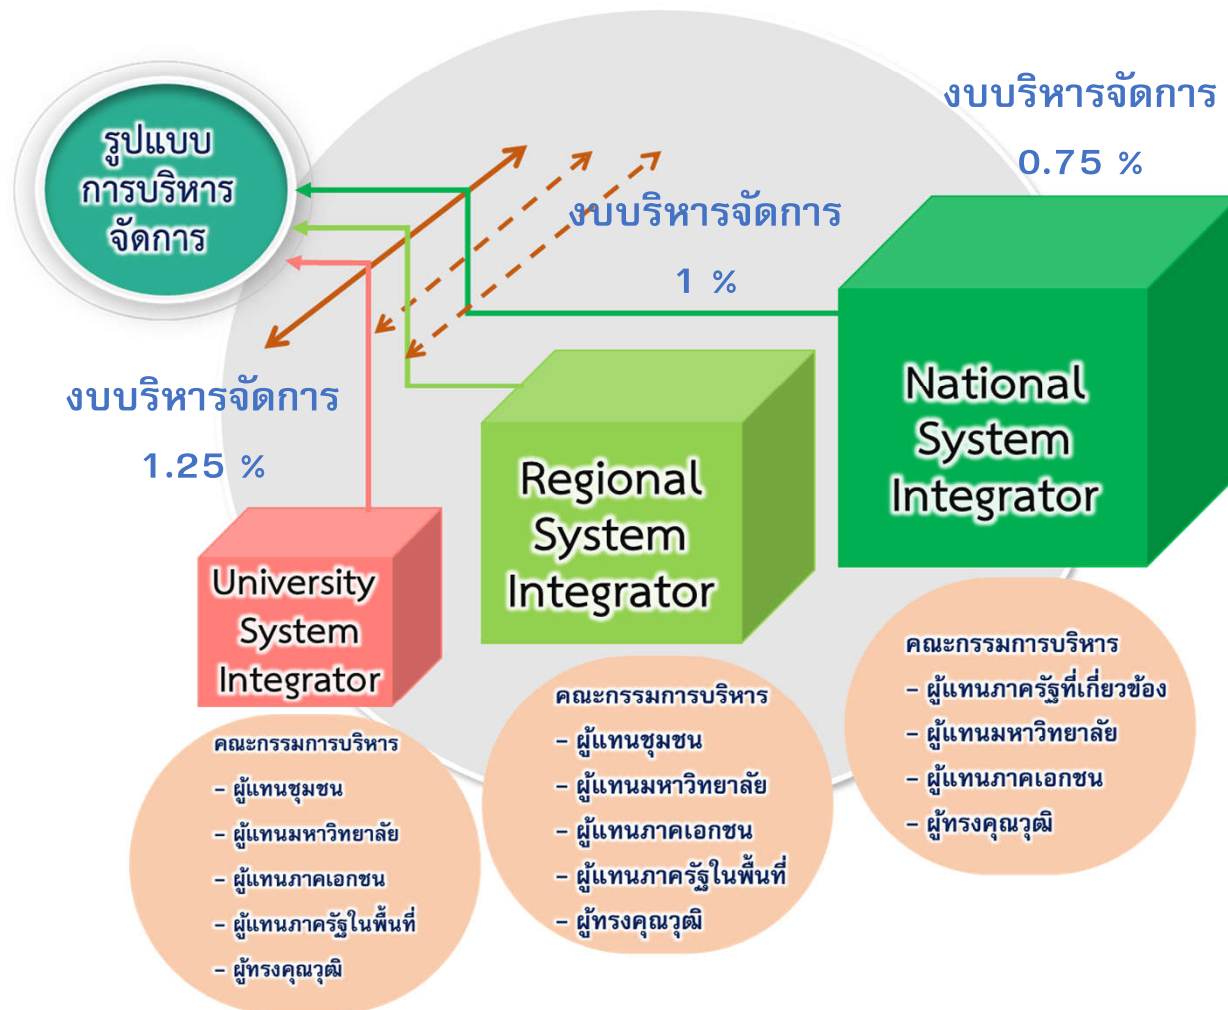 รูปแบบ
การบริหาร
จัดการ
งบบริหารจัดการ
0.75 %
งบบริหารจัดการ
1 %
งบบริหารจัดการ
1.25 %
National
System
Integrator
Regional
System
Integrator
University
System
Integrator
คณะกรรมการบริหาร
– ผู้แทนชุมชน
– ผู้แทนมหาวิทยาลัย
– ผู้แทนภาคเอกชน
– ผู้แทนภาครัฐในพื้นที่
– ผู้ทรงคุณวุฒิ
คณะกรรมการบริหาร
– ผู้แทนชุมชน
– ผู้แทนมหาวิทยาลัย
– ผู้แทนภาคเอกชน
– ผู้แทนภาครัฐในพื้นที่
– ผู้ทรงคุณวุฒิ
คณะกรรมการบริหาร
– ผู้แทนภาครัฐที่เกี่ยวข้อง
– ผู้แทนมหาวิทยาลัย
– ผู้แทนภาคเอกชน
– ผู้ทรงคุณวุฒิ